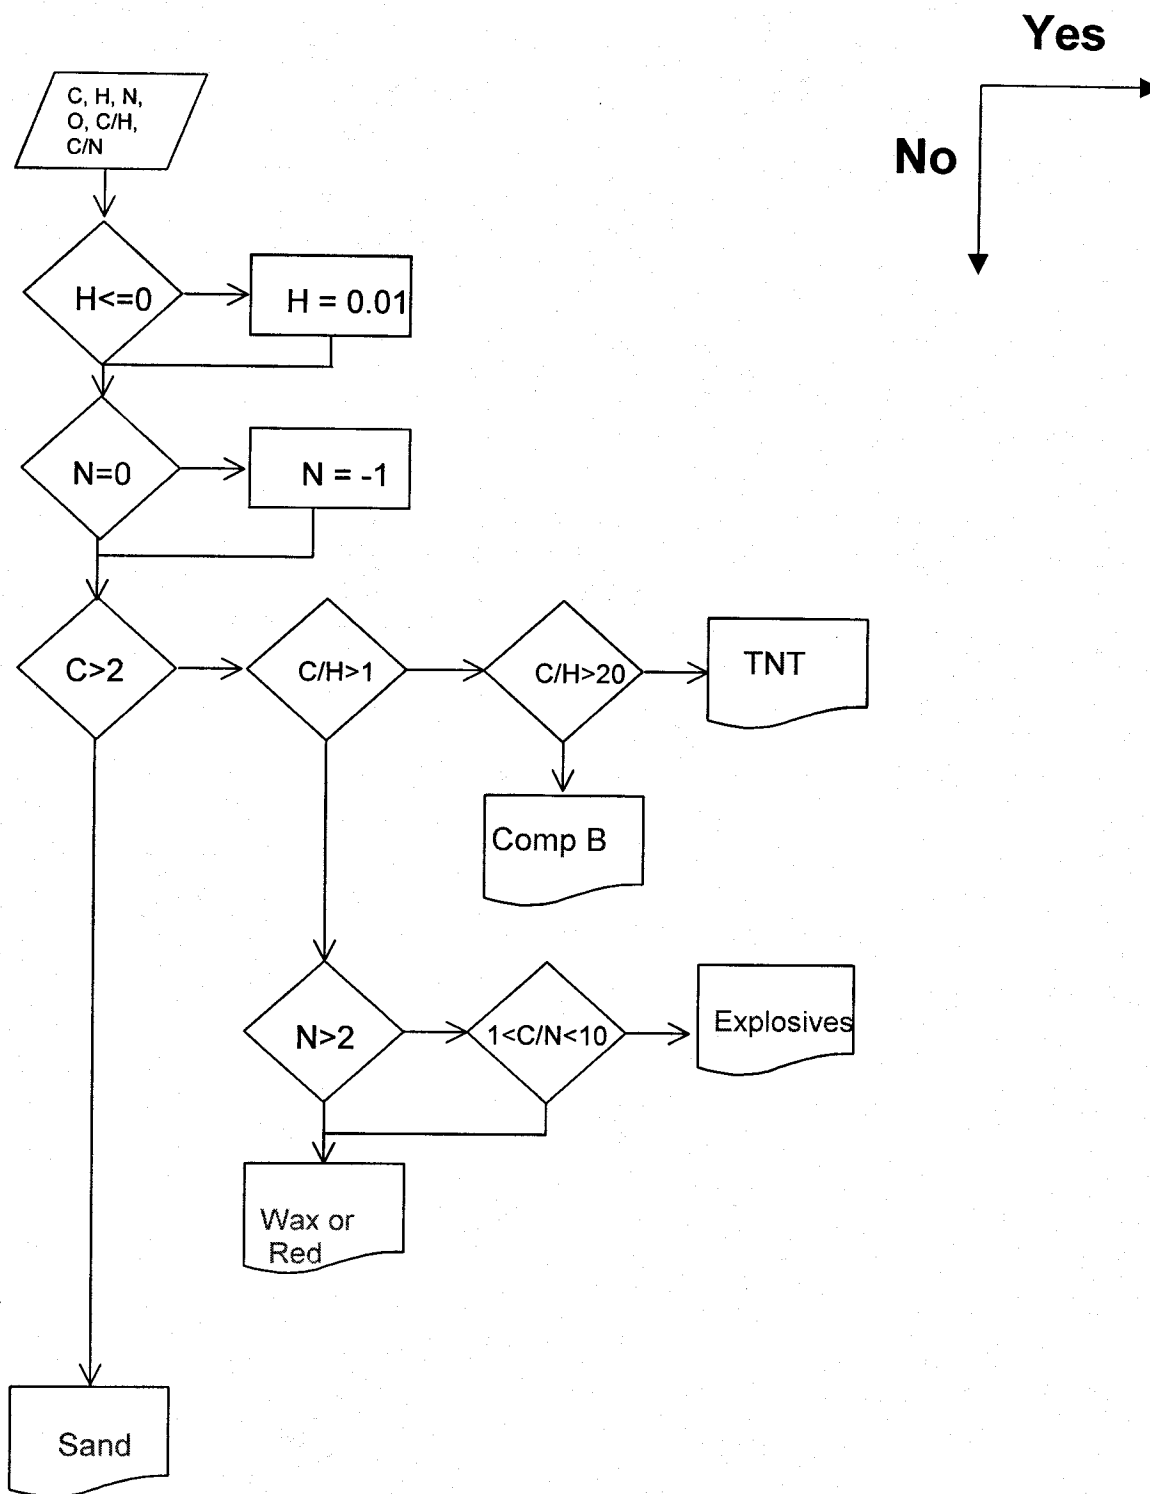 Yes
No
C, H, N,
O, C/H,
C/N
H<=0
H = 0.01
N=0
N = -1
C>2
C/H>1
C/H>20
TNT
Comp B
N>2
1<C/N<10
Explosives
Wax or
Red
Sand